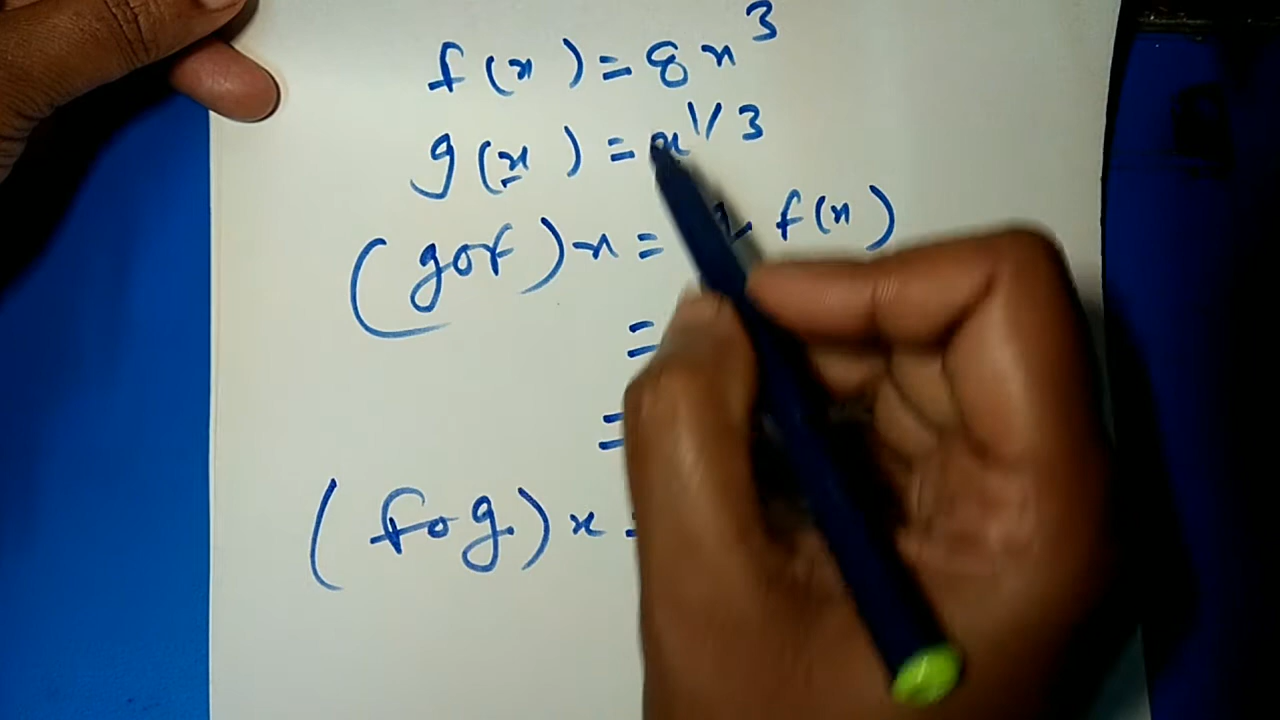 f(x) = 8x^3
g(x) = x^1/3
(gof)x = f(x)
=
=
(fog)x =